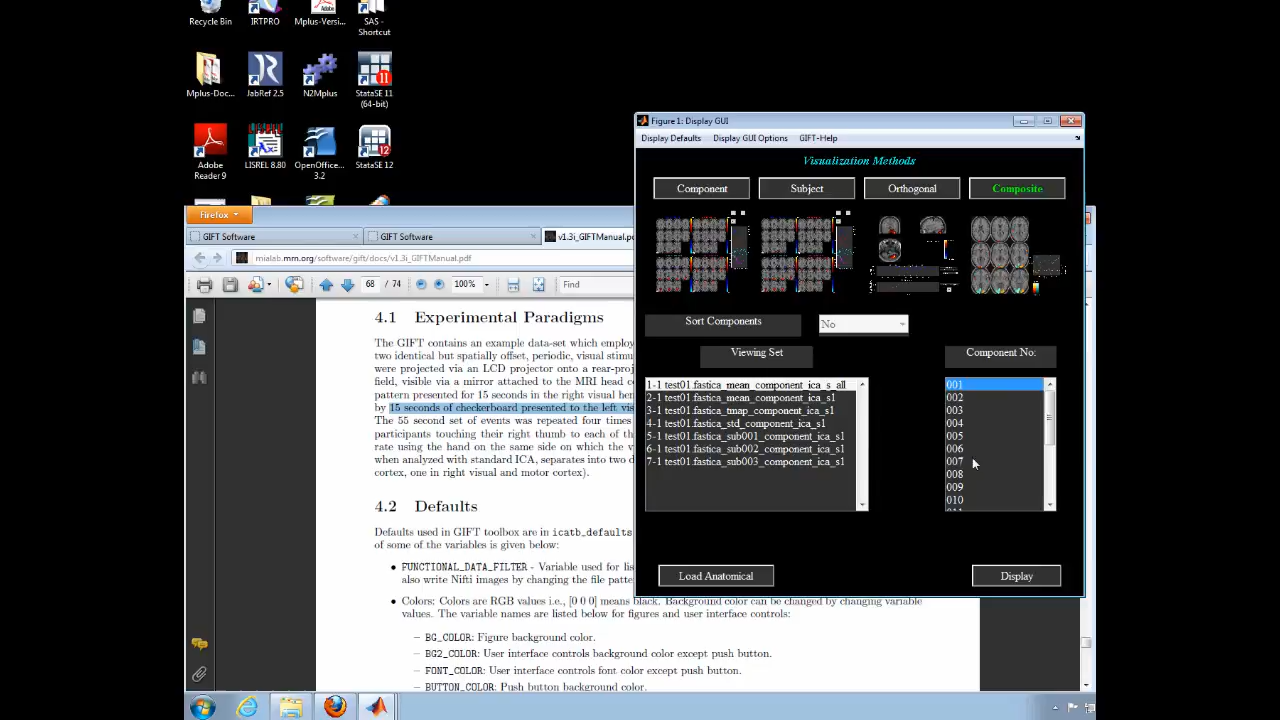 Recycle Bin
IRTPRO
Mplus-Versi...
SAS - Shortcut
Mplus-Doc...
JabRef 2.5
N2Mplus
StataSE 11 (64-bit)
Adobe Reader 9
LISREL 8.80
OpenOffice... 3.2
StataSE 12
Firefox
GIFT Software
GIFT Software
v1.3i_GIFTManual.pd
mialab.mrn.org/software/gift/docs/v1.3i_GIFTManual.pdf
68 / 74
100%
Find
4.1 Experimental Paradigms
The GIFT contains an example data-set which employ
two identical but spatially offset, periodic, visual stimu
were projected via an LCD projector onto a rear-proj
field, visible via a mirror attached to the MRI head c
pattern presented for 15 seconds in the right visual hem
by 15 seconds of checkerboard presented to the left vis
The 55 second set of events was repeated four times
participants touching their right thumb to each of th
rate using the hand on the same side on which the v
when analyzed with standard ICA, separates into two d
cortex, one in right visual and motor cortex).
4.2 Defaults
Defaults used in GIFT toolbox are in icatb_defaults
of some of the variables is given below:
• FUNCTIONAL_DATA_FILTER - Variable used for lis
also write Nifti images by changing the file patte
• Colors: Colors are RGB values i.e., [0 0 0] means black. Background color can be changed by changing variable
values. The variable names are listed below for figures and user interface controls:
– BG_COLOR: Figure background color.
– BG2_COLOR: User interface controls background color except push button.
– FONT_COLOR: User interface controls font color except push button.
– BUTTON_COLOR: Push button background color.
Figure 1: Display GUI
Display Defaults
Display GUI Options
GIFT-Help
Visualization Methods
Component
Subject
Orthogonal
Composite
Sort Components
No
Viewing Set
Component No:
1-1 test01.fastica_mean_component_ica_s_all
2-1 test01.fastica_mean_component_ica_s1
3-1 test01.fastica_tmap_component_ica_s1
4-1 test01.fastica_std_component_ica_s1
5-1 test01.fastica_sub001_component_ica_s1
6-1 test01.fastica_sub002_component_ica_s1
7-1 test01.fastica_sub003_component_ica_s1
001
002
003
004
005
006
007
008
009
010
Load Anatomical
Display